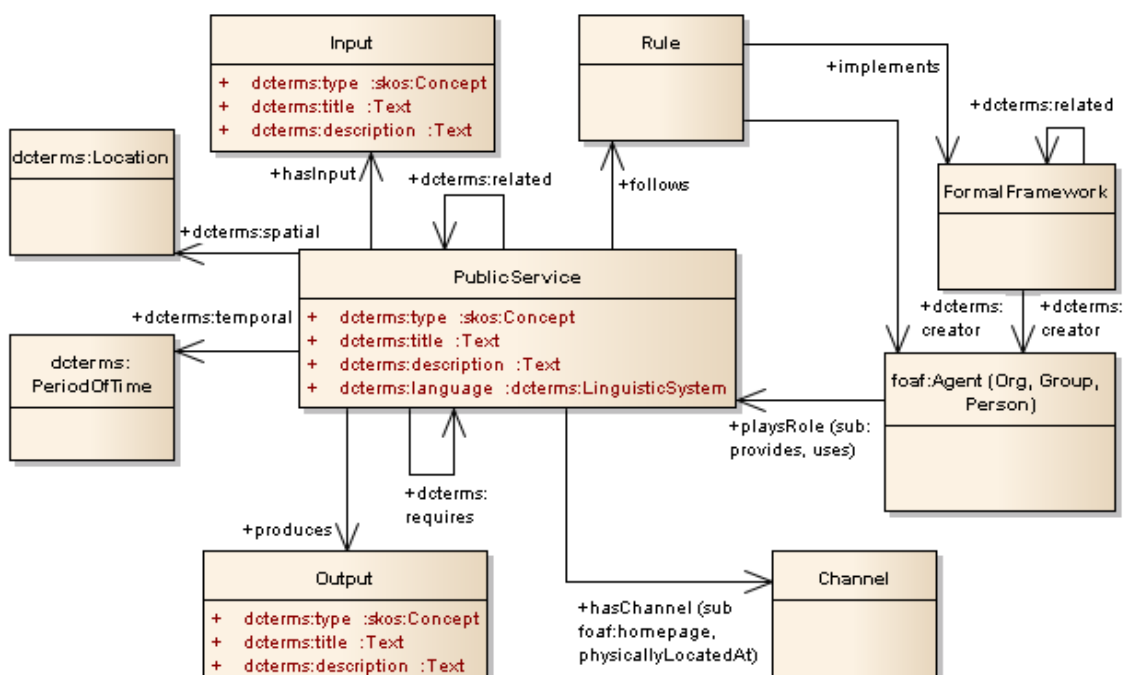 Input
+ dcterms:type :skos:Concept
+ dcterms:title :Text
+ dcterms:description :Text
Rule
+implements
+dcterms:related
dcterms:Location
+hasInput
+dcterms:related
+follows
FormalFramework
+dcterms:spatial
PublicService
+ dcterms:type :skos:Concept
+ dcterms:title :Text
+ dcterms:description :Text
+ dcterms:language :dcterms:LinguisticSystem
+dcterms:temporal
dcterms:
PeriodOfTime
+dcterms:
creator
+dcterms:
creator
foaf:Agent (Org, Group,
Person)
+playsRole (sub:
provides, uses)
+dcterms:
requires
+produces
Output
+ dcterms:type :skos:Concept
+ dcterms:title :Text
+ dcterms:description :Text
+hasChannel (sub
foaf:homepage,
physicallyLocatedAt)
Channel